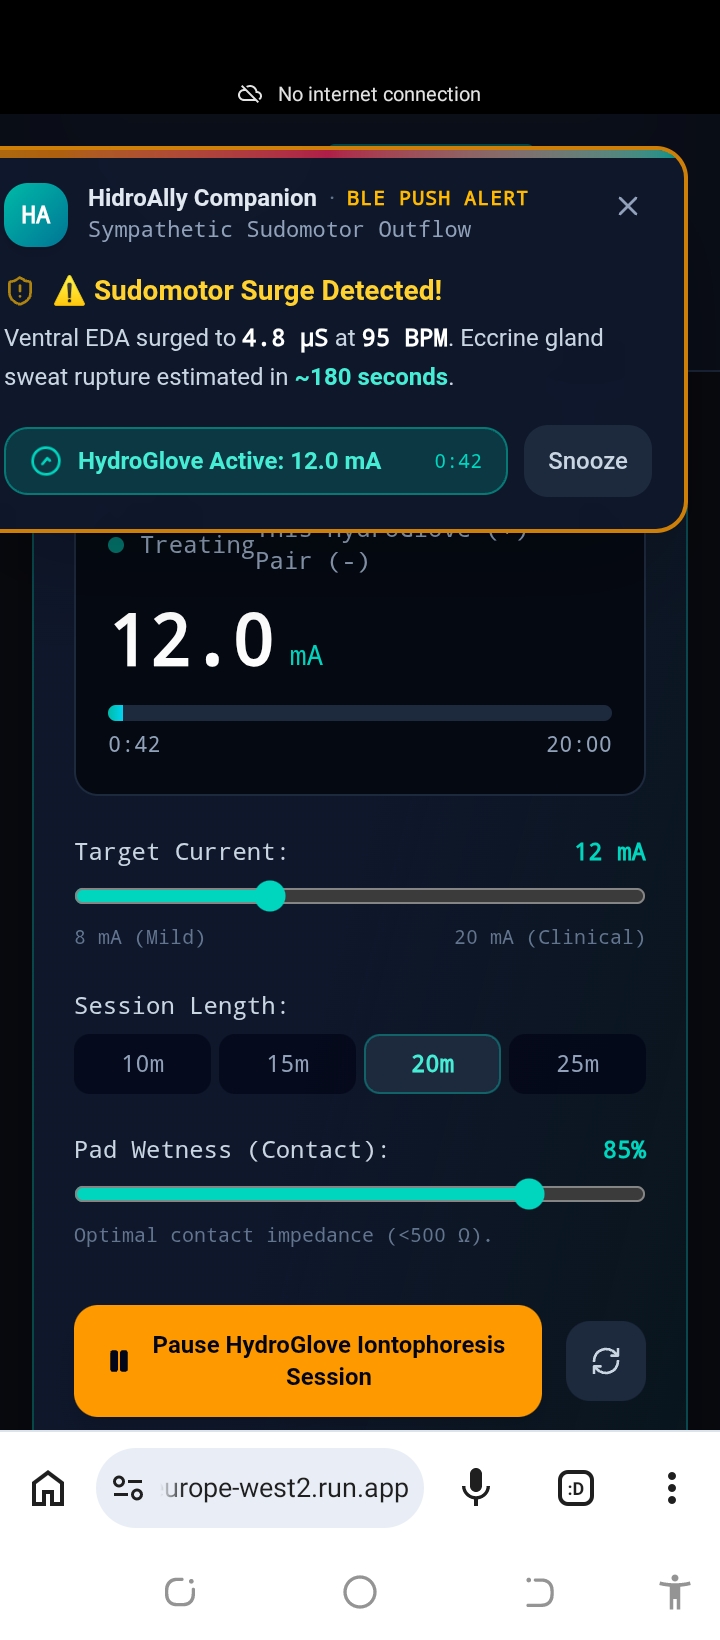 No internet connection
HA
HidroAlly Companion · BLE PUSH ALERT
Sympathetic Sudomotor Outflow
⚠️ Sudomotor Surge Detected!
Ventral EDA surged to 4.8 µS at 95 BPM. Eccrine gland
sweat rupture estimated in ~180 seconds.
HydroGlove Active: 12.0 mA 0:42
Snooze
Treating
Pair (-)
12.0 mA
0:42 20:00
Target Current: 12 mA
8 mA (Mild) 20 mA (Clinical)
Session Length:
10m 15m 20m 25m
Pad Wetness (Contact): 85%
Optimal contact impedance (<500 Ω).
Pause HydroGlove Iontophoresis
Session
urope-west2.run.app
:D